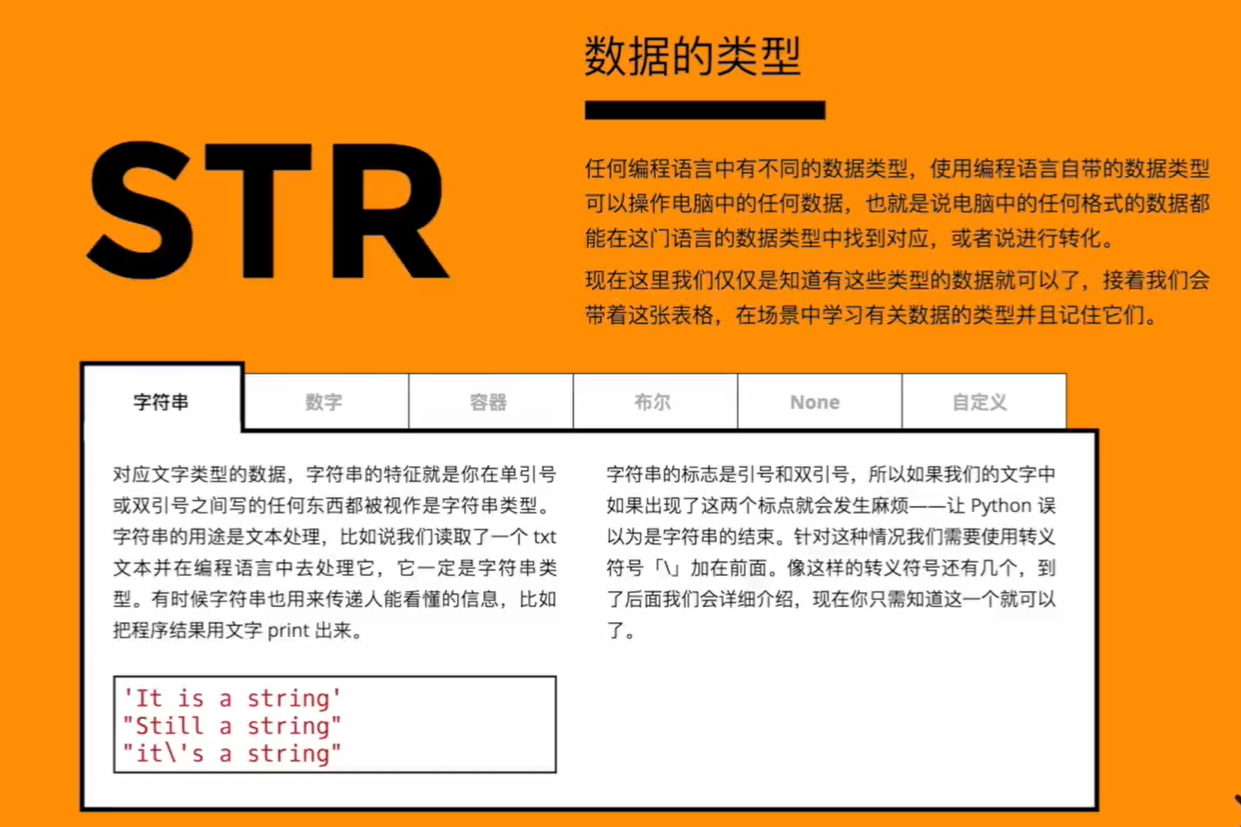 数据的类型
STR
任何编程语言中有不同的数据类型，使用编程语言自带的数据类型
可以操作电脑中的任何数据，也就是说电脑中的任何格式的数据都
能在这门语言的数据类型中找到对应，或者说进行转化。
现在这里我们仅仅是知道有这些类型的数据就可以了，接着我们会
带着这张表格，在场景中学习有关数据的类型并且记住它们。
字符串 数字 容器 布尔 None 自定义
对应文字类型的数据，字符串的特征就是你在单引号
或双引号之间写的任何东西都被视作是字符串类型。
字符串的用途是文本处理，比如说我们读取了一个 txt
文本并在编程语言中去处理它，它一定是字符串类
型。有时候字符串也用来传递人能看懂的信息，比如
把程序结果用文字 print 出来。
'It is a string'
"Still a string"
"it\'s a string"
字符串的标志是引号和双引号，所以如果我们的文字中
如果出现了这两个标点就会发生麻烦——让 Python 误
以为是字符串的结束。针对这种情况我们需要使用转义
符号「\」加在前面。像这样的转义符号还有几个，到
了后面我们会详细介绍，现在你只需知道这一个就可以
了。